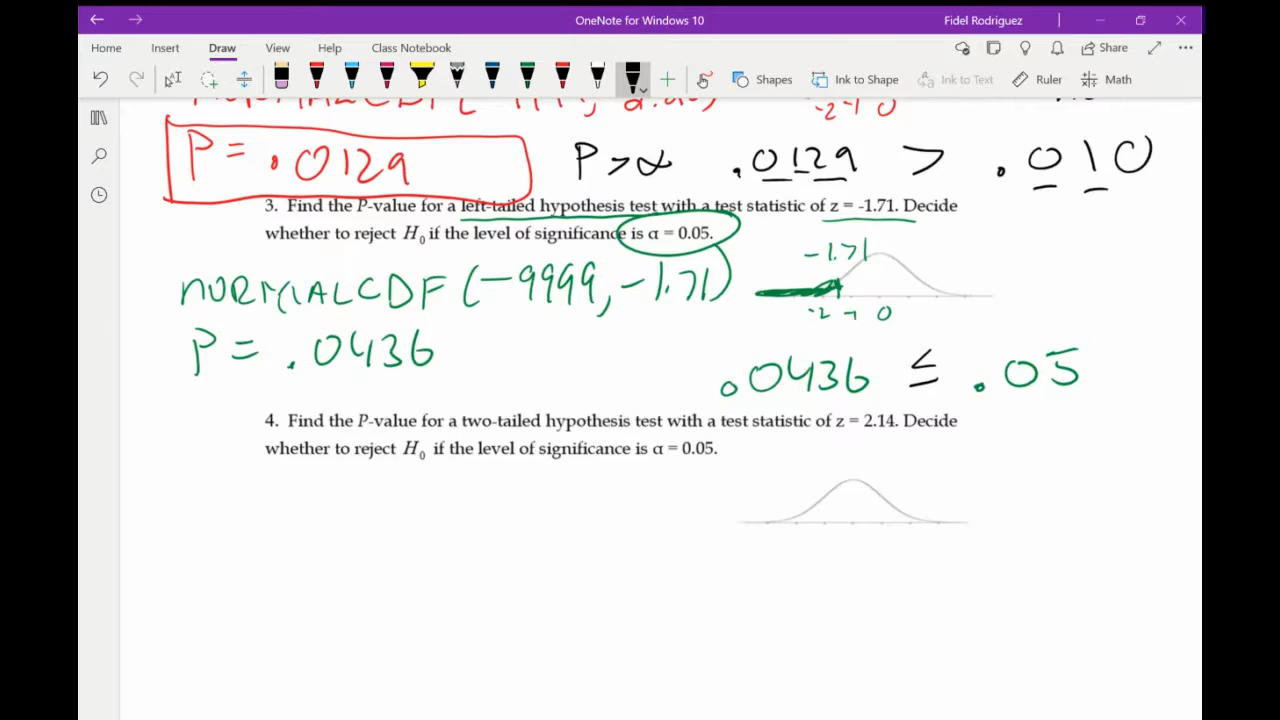 OneNote for Windows 10
Fidel Rodriguez
Home Insert Draw View Help Class Notebook Share
Shapes Ink to Shape Ink to Text Ruler Math
-2 -1 0
P = .0129
P > α .0129 > .010
3. Find the P-value for a left-tailed hypothesis test with a test statistic of z = -1.71. Decide
whether to reject H0 if the level of significance is α = 0.05.
-1.71
NORMALCDF (-9999, -1.71)
-2 -1 0
P = .0436
.0436 ≤ .05
4. Find the P-value for a two-tailed hypothesis test with a test statistic of z = 2.14. Decide
whether to reject H0 if the level of significance is α = 0.05.